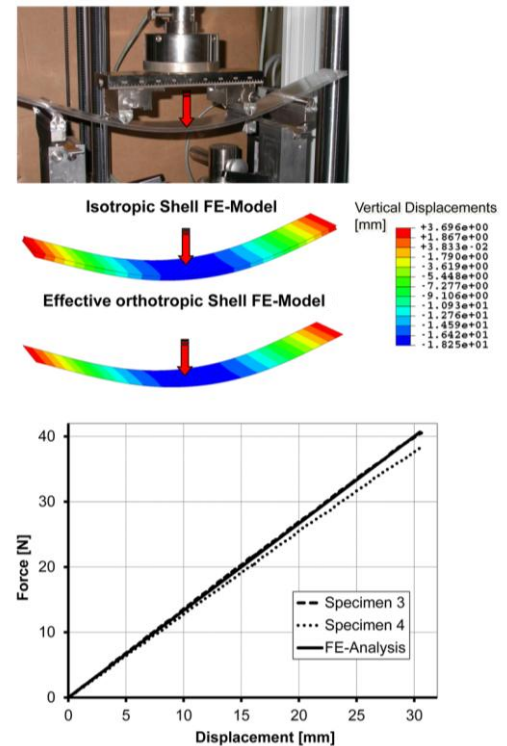 Isotropic Shell FE-Model
Vertical Displacements
[mm]
+3.696e+00
+1.867e+00
+3.833e-02
-1.790e+00
-3.619e+00
-5.448e+00
-7.277e+00
-9.106e+00
-1.093e+01
-1.276e+01
-1.459e+01
-1.642e+01
-1.825e+01
Effective orthotropic Shell FE-Model
40
30
20
10
0
Force [N]
Specimen 3
Specimen 4
FE-Analysis
0 5 10 15 20 25 30
Displacement [mm]